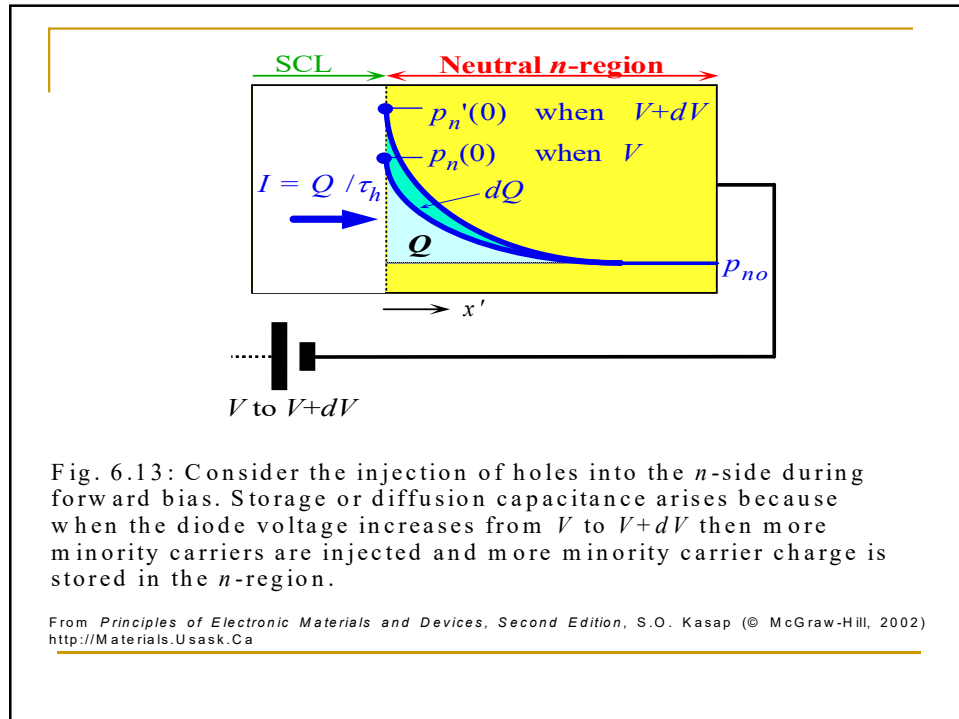 SCL Neutral n-region
pn'(0) when V+dV
pn(0) when V
I = Q /τh
dQ
Q
pno
x'
V to V+dV
Fig. 6.13: Consider the injection of holes into the n-side during
forward bias. Storage or diffusion capacitance arises because
when the diode voltage increases from V to V+dV then more
minority carriers are injected and more minority carrier charge is
stored in the n-region.
From Principles of Electronic Materials and Devices, Second Edition, S.O. Kasap (© McGraw-Hill, 2002)
http://Materials.Usask.Ca